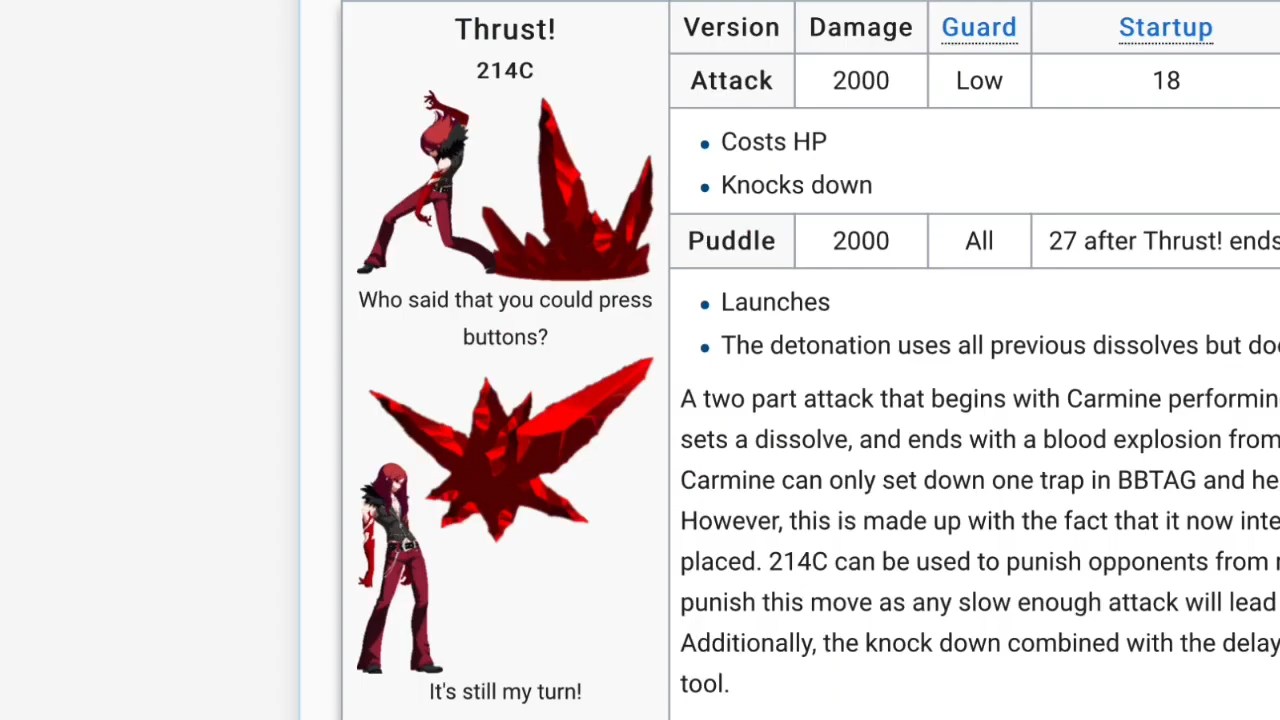 Thrust!
214C
Who said that you could press
buttons?
It's still my turn!
Version Damage Guard Startup
Attack 2000 Low 18
Costs HP
Knocks down
Puddle 2000 All 27 after Thrust! ends
Launches
The detonation uses all previous dissolves but
A two part attack that begins with Carmine
sets a dissolve, and ends with a blood explosion from
Carmine can only set down one trap in BBTAG and he
However, this is made up with the fact that it now
placed. 214C can be used to punish opponents from
punish this move as any slow enough attack will lead
Additionally, the knock down combined with the
tool.